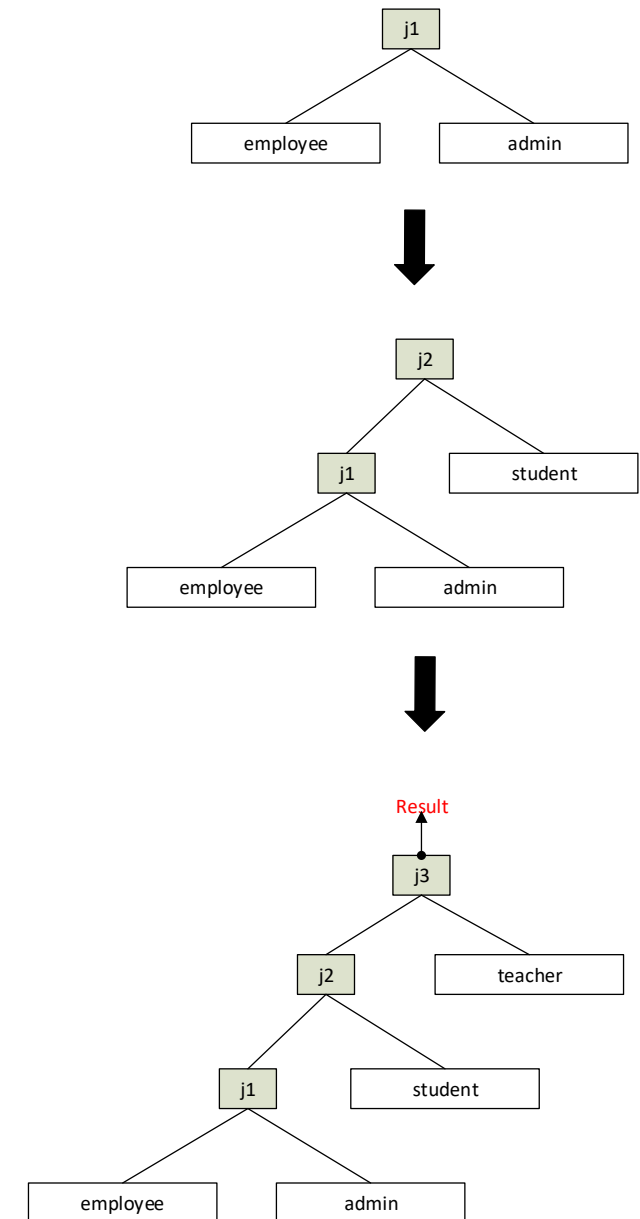 j1
employee
admin
j2
j1
student
employee
admin
Result
j3
j2
teacher
j1
student
employee
admin